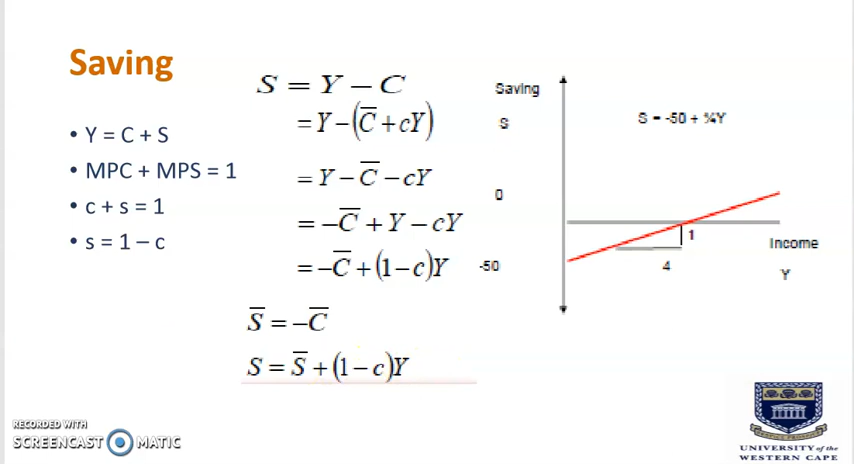 Saving
• Y = C + S
• MPC + MPS = 1
• c + s = 1
• s = 1 – c
S = Y − C
= Y − (C̅ + cY)
= Y − C̅ − cY
= −C̅ + Y − cY
= −C̅ + (1 − c)Y
S̅ = −C̅
S = S̅ + (1 − c)Y
Saving
S
0
-50
S = -50 + ¼Y
1
4
Income
Y
RECORDED WITH
SCREENCAST MATIC
UNIVERSITY of the
WESTERN CAPE